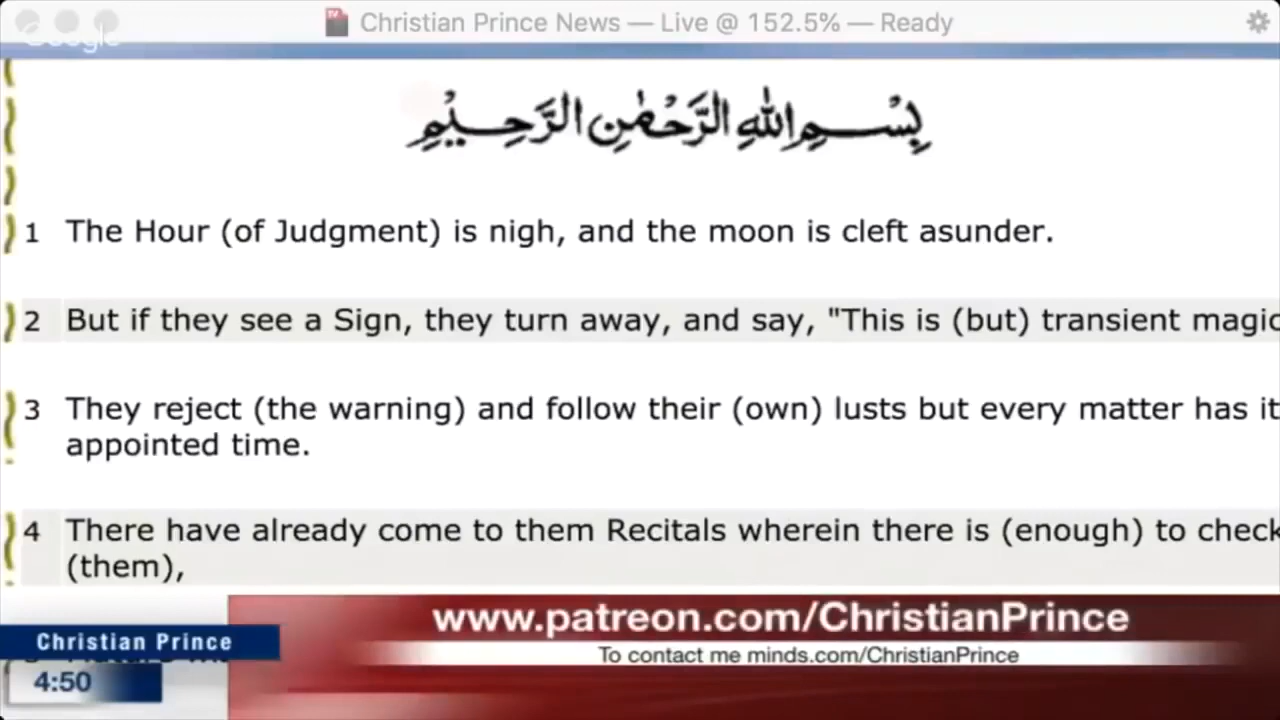 Christian Prince News — Live @ 152.5% — Ready
Google
بِسْمِ اللهِ الرَّحْمٰنِ الرَّحِيْمِ
1 The Hour (of Judgment) is nigh, and the moon is cleft asunder.
2 But if they see a Sign, they turn away, and say, "This is (but) transient magic
3 They reject (the warning) and follow their (own) lusts but every matter has it
appointed time.
4 There have already come to them Recitals wherein there is (enough) to check
(them),
www.patreon.com/ChristianPrince
Christian Prince
To contact me minds.com/ChristianPrince
4:50